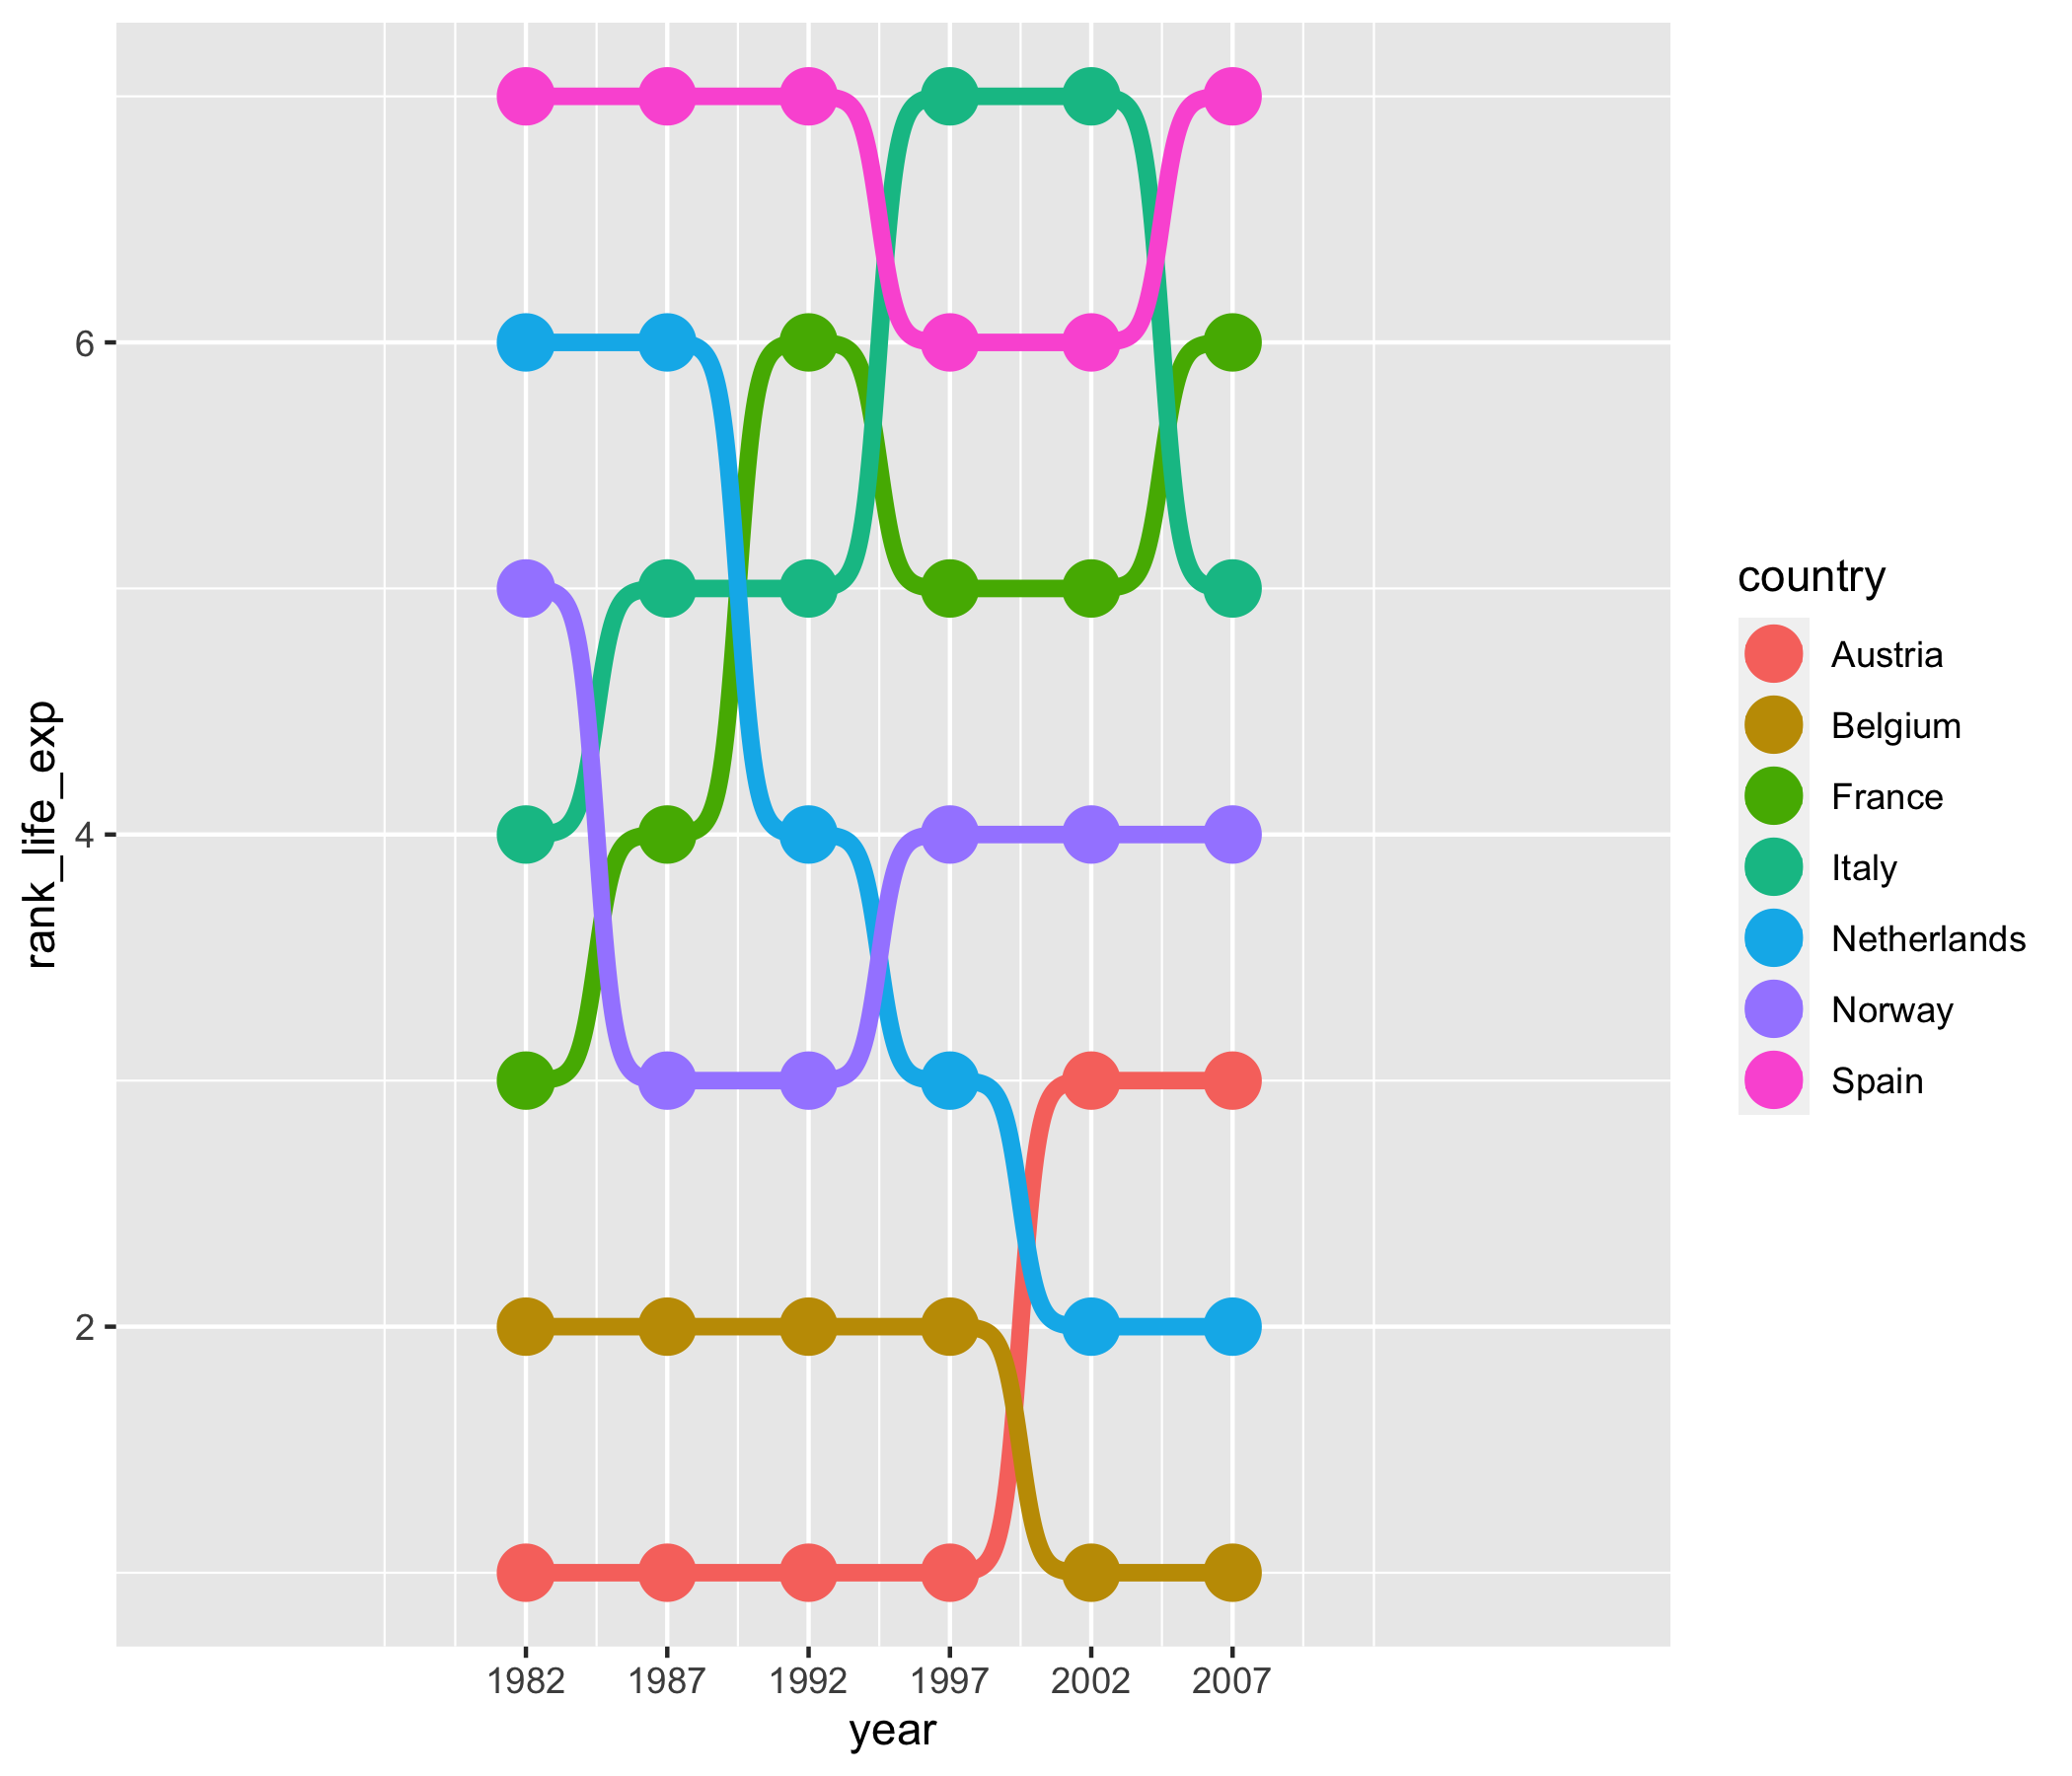 rank_life_exp
6
4
2
1982 1987 1992 1997 2002 2007
year
country
Austria
Belgium
France
Italy
Netherlands
Norway
Spain